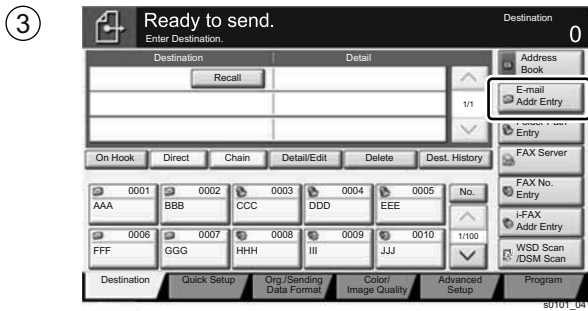 3
Ready to send.
Enter Destination.
Destination
0
Destination Detail
Recall
1/1
Address
Book
E-mail
Addr Entry
Entry
FAX Server
FAX No.
Entry
i-FAX
Addr Entry
WSD Scan
/DSM Scan
On Hook Direct Chain Detail/Edit Delete Dest. History
0001 0002 0003 0004 0005 No.
AAA BBB CCC DDD EEE
0006 0007 0008 0009 0010 1/100
FFF GGG HHH III JJJ
Destination Quick Setup Org./Sending
Data Format Color/
Image Quality Advanced
Setup Program
s0101_04